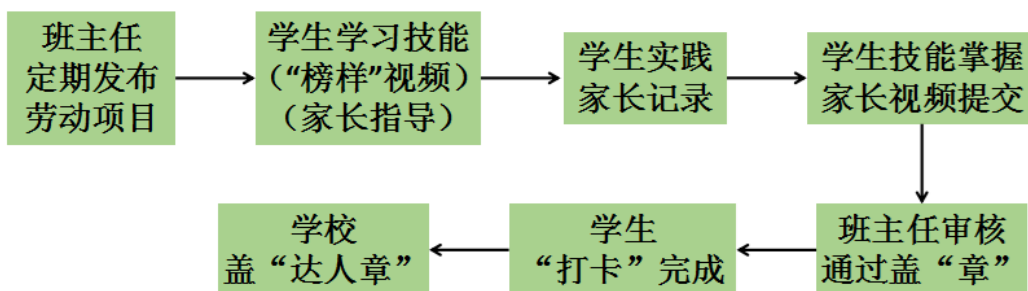 班主任
定期发布
劳动项目
学生学习技能
（“榜样”视频）
（家长指导）
学生实践
家长记录
学生技能掌握
家长视频提交
班主任审核
通过盖“章”
学生
“打卡”完成
学校
盖“达人章”